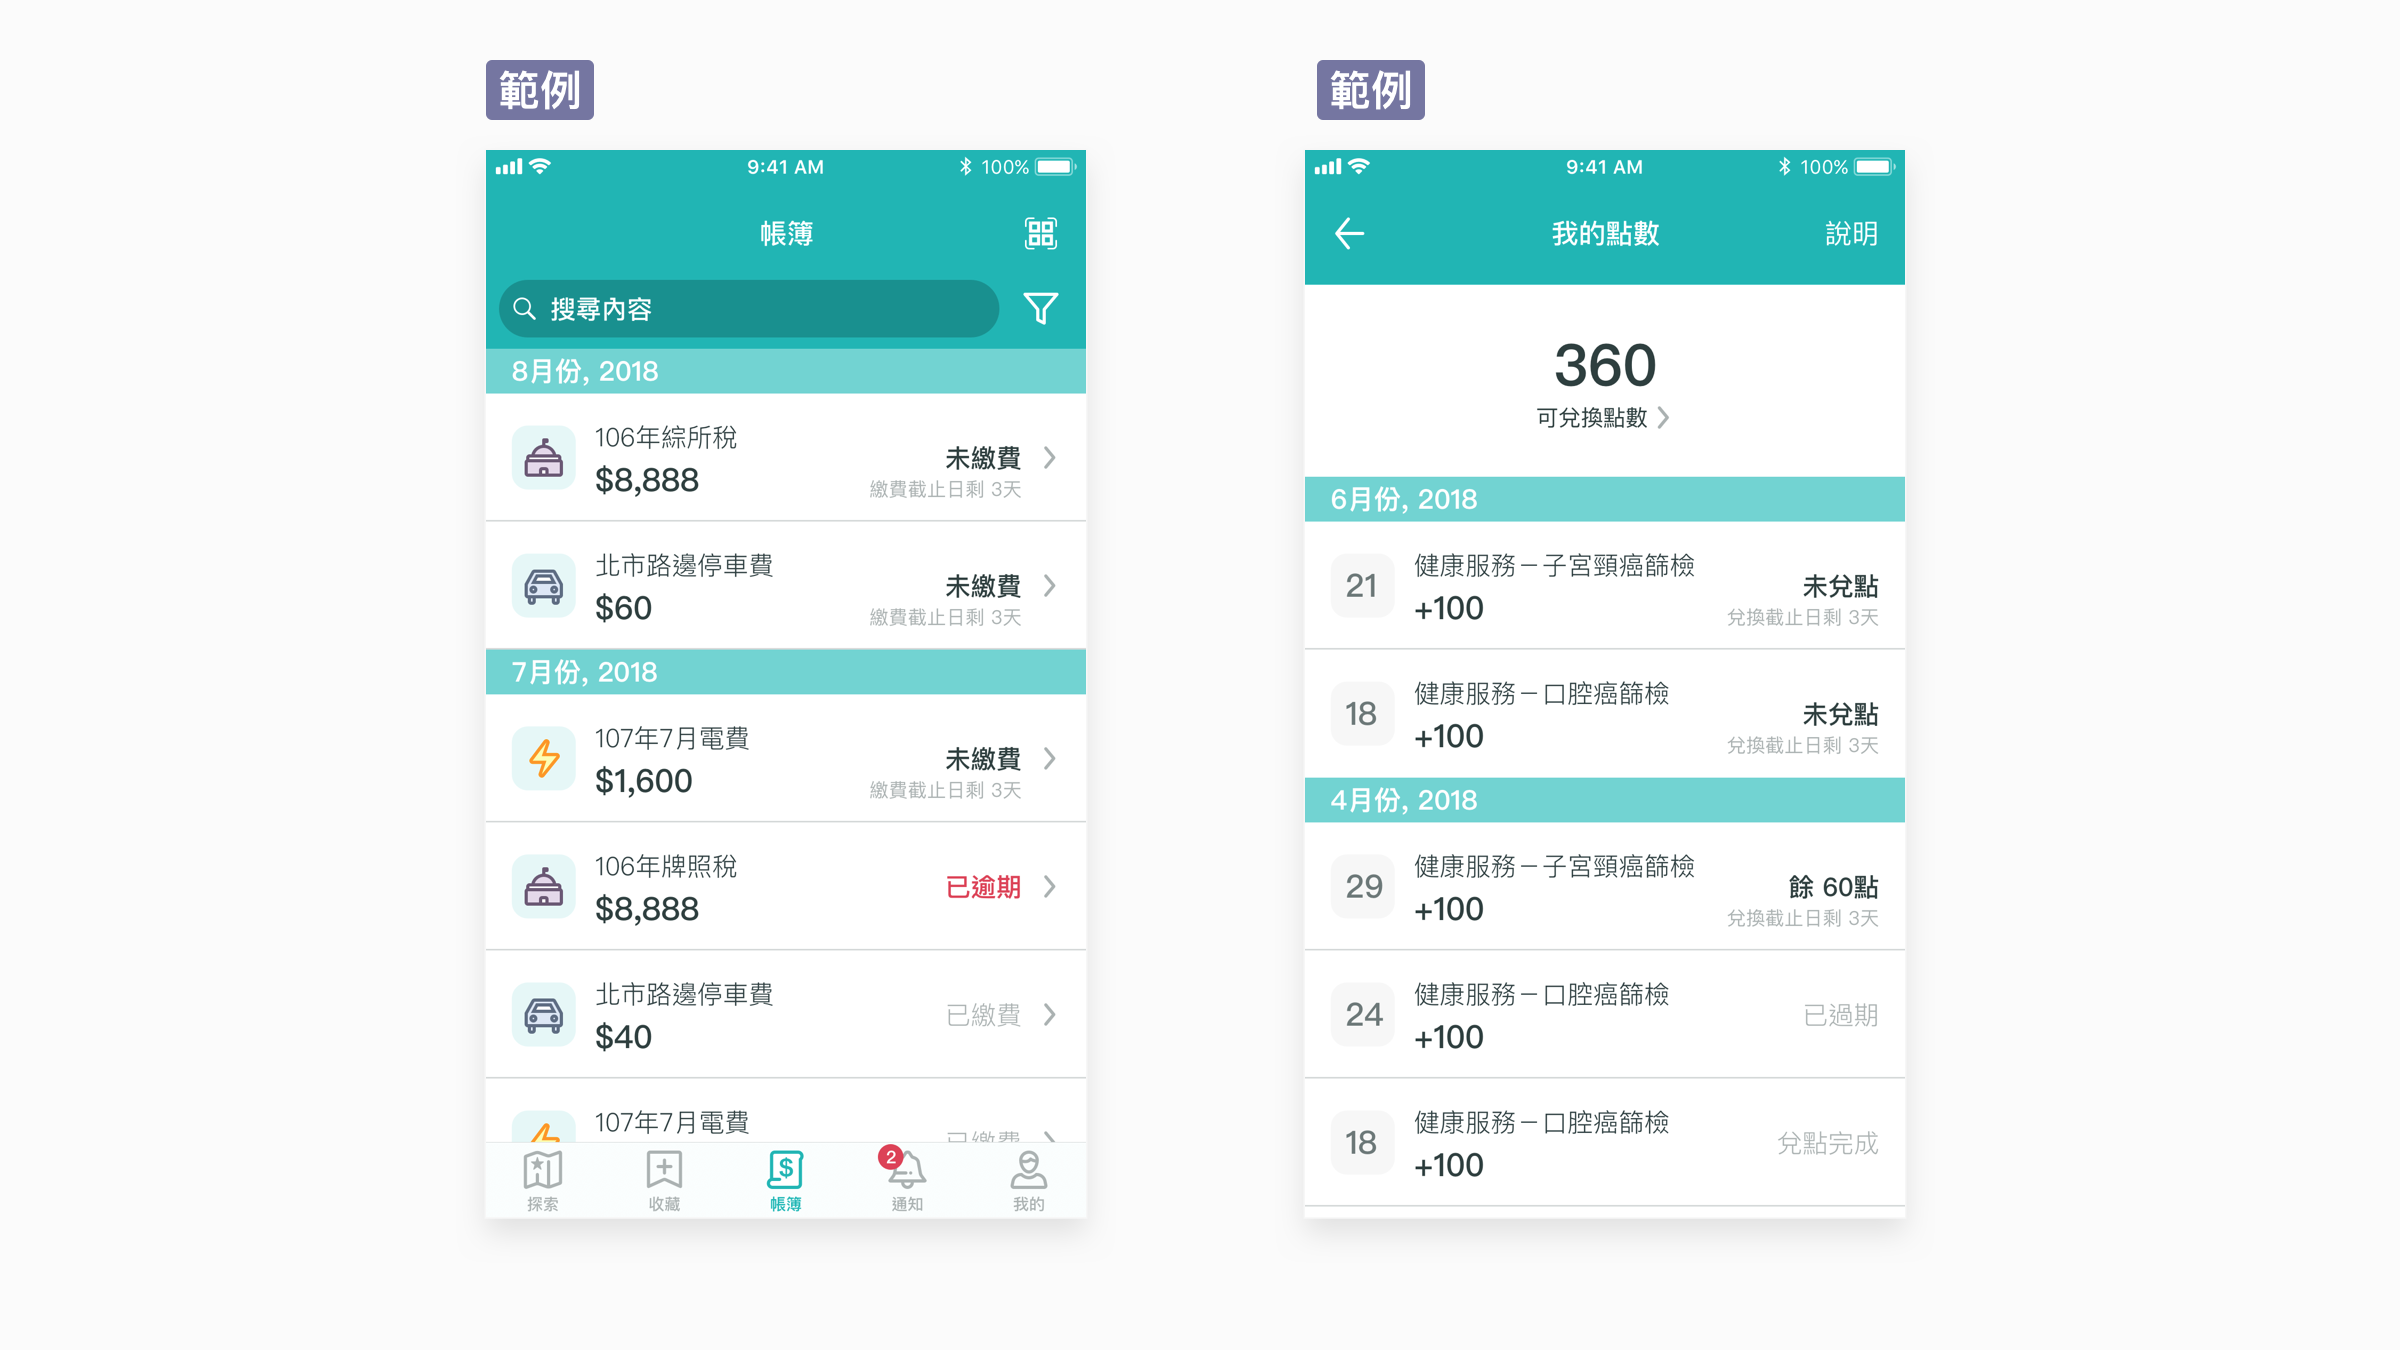 範例
9:41 AM
100%
帳簿
搜尋內容
8月份, 2018
106年綜所稅
$8,888
未繳費
繳費截止日剩 3天
北市路邊停車費
$60
未繳費
繳費截止日剩 3天
7月份, 2018
107年7月電費
$1,600
未繳費
繳費截止日剩 3天
106年牌照稅
$8,888
已逾期
北市路邊停車費
$40
已繳費
107年7月電費
已繳費
探索
收藏
帳簿
2
通知
我的
範例
9:41 AM
100%
我的點數
說明
360
可兌換點數
6月份, 2018
21
健康服務－子宮頸癌篩檢
+100
未兌點
兌換截止日剩 3天
18
健康服務－口腔癌篩檢
+100
未兌點
兌換截止日剩 3天
4月份, 2018
29
健康服務－子宮頸癌篩檢
+100
餘 60點
兌換截止日剩 3天
24
健康服務－口腔癌篩檢
+100
已過期
18
健康服務－口腔癌篩檢
+100
兌點完成